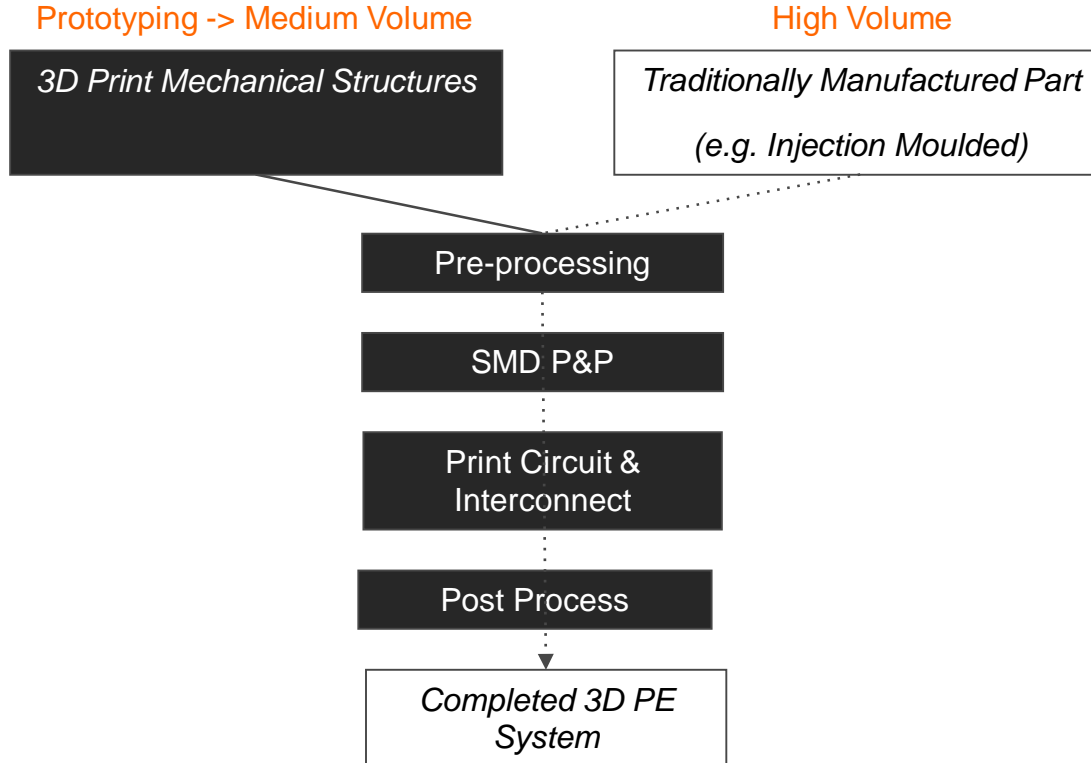 Prototyping -> Medium Volume
High Volume
3D Print Mechanical Structures
Traditionally Manufactured Part
(e.g. Injection Moulded)
Pre-processing
SMD P&P
Print Circuit &
Interconnect
Post Process
Completed 3D PE
System